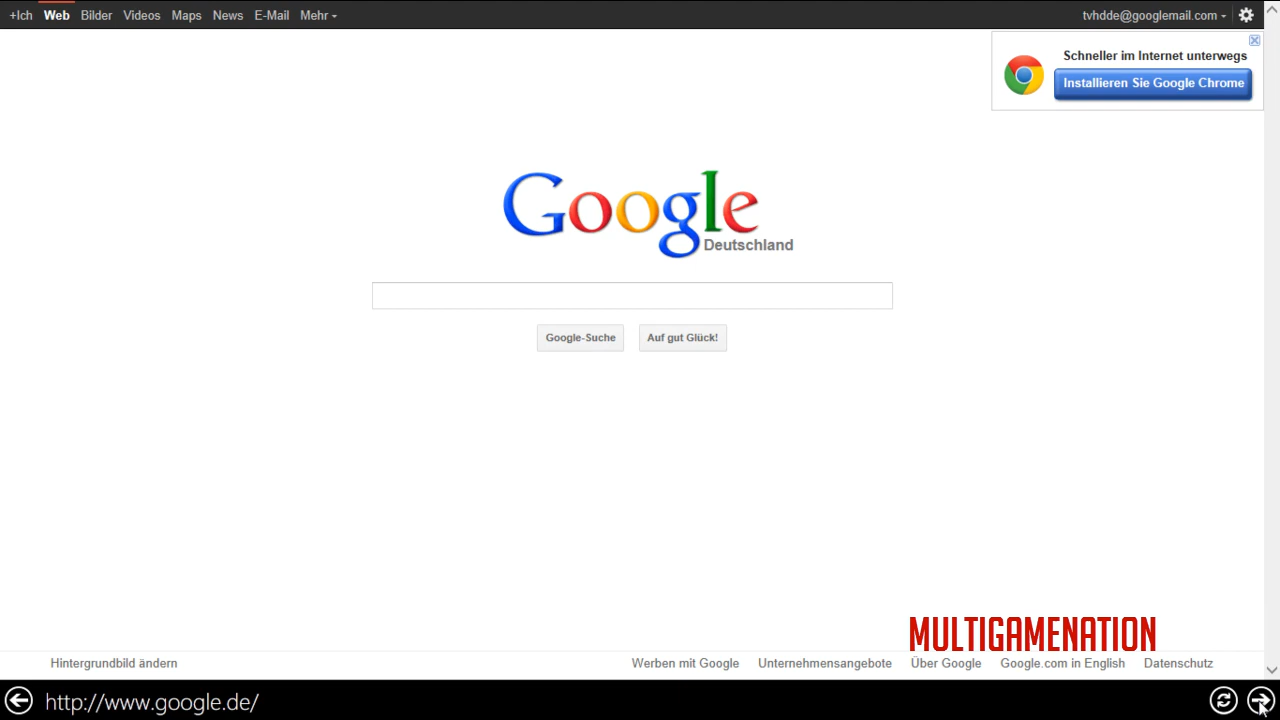 +Ich Web Bilder Videos Maps News E-Mail Mehr
tvhdde@googlemail.com
Schneller im Internet unterwegs
Installieren Sie Google Chrome
Google
Deutschland
Google-Suche Auf gut Glück!
MULTIGAMENATION
Hintergrundbild ändern Werben mit Google Unternehmensangebote Über Google Google.com in English Datenschutz
http://www.google.de/